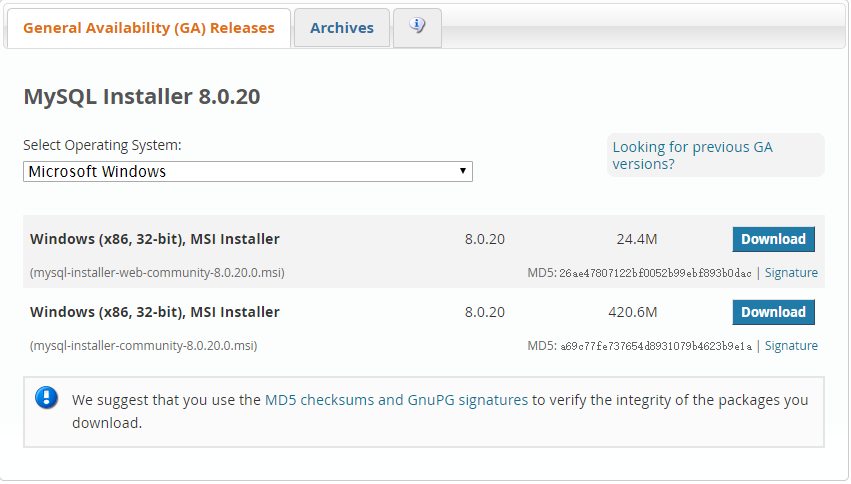 General Availability (GA) Releases
Archives
MySQL Installer 8.0.20
Select Operating System:
Looking for previous GA
versions?
Microsoft Windows
Windows (x86, 32-bit), MSI Installer 8.0.20 24.4M Download
(mysql-installer-web-community-8.0.20.0.msi) MD5: 26ae47807122bf0052b99ebf893b0dac | Signature
Windows (x86, 32-bit), MSI Installer 8.0.20 420.6M Download
(mysql-installer-community-8.0.20.0.msi) MD5: a69c77fe737654d8931079b4623b9e1a | Signature
We suggest that you use the MD5 checksums and GnuPG signatures to verify the integrity of the packages you
download.